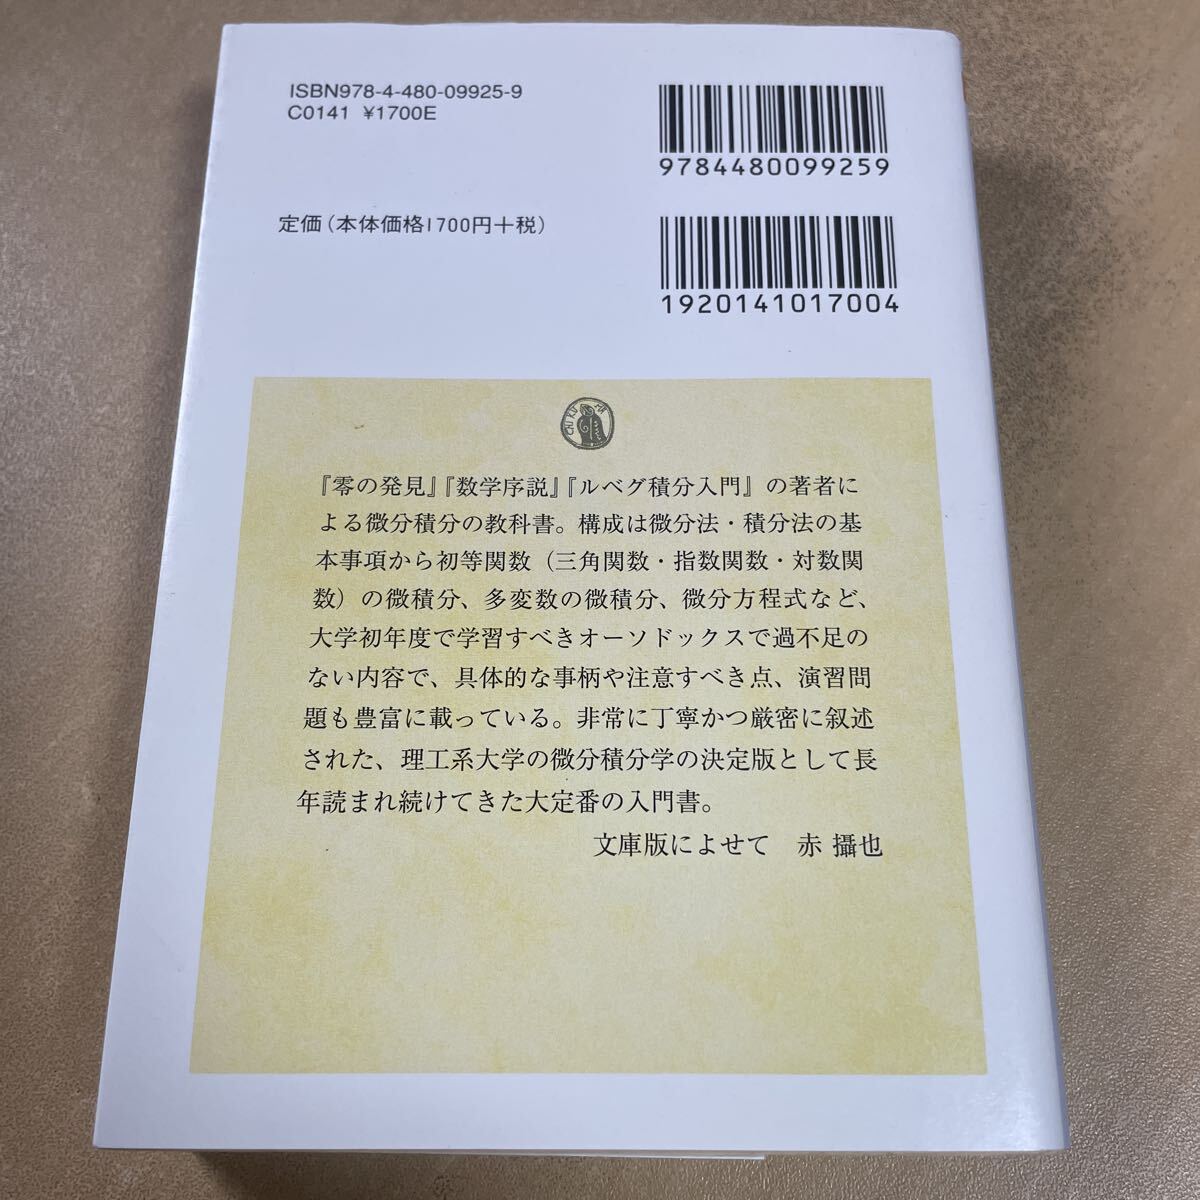 ISBN978-4-480-09925-9
C0141 ¥1700E
9784480099259
定価(本体価格1700円+税)
1920141017004
CHIKUMA
『零の発見』『数学序説』『ルベグ積分入門』の著者に
よる微分積分の教科書。構成は微分法・積分法の基
本事項から初等関数（三角関数・指数関数・対数関
数）の微積分、多変数の微積分、微分方程式など、
大学初年度で学習すべきオーソドックスで過不足の
ない内容で、具体的な事柄や注意すべき点、演習問
題も豊富に載っている。非常に丁寧かつ厳密に叙述
された、理工系大学の微分積分学の決定版として長
年読まれ続けてきた大定番の入門書。
文庫版によせて　赤 攝也